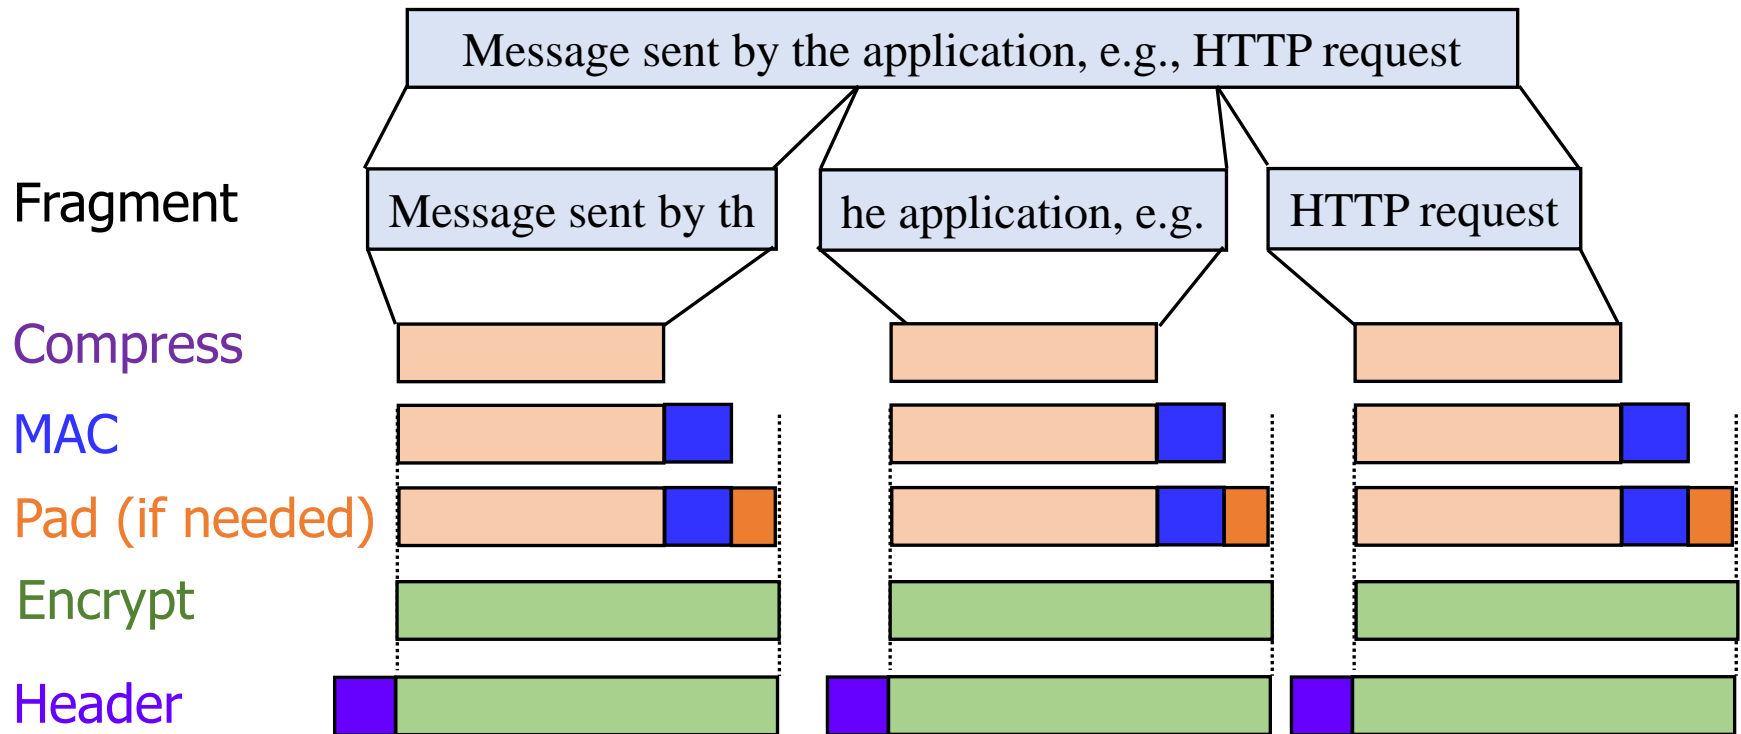 Message sent by the application, e.g., HTTP request
Fragment
Message sent by th
he application, e.g.
HTTP request
Compress
MAC
Pad (if needed)
Encrypt
Header